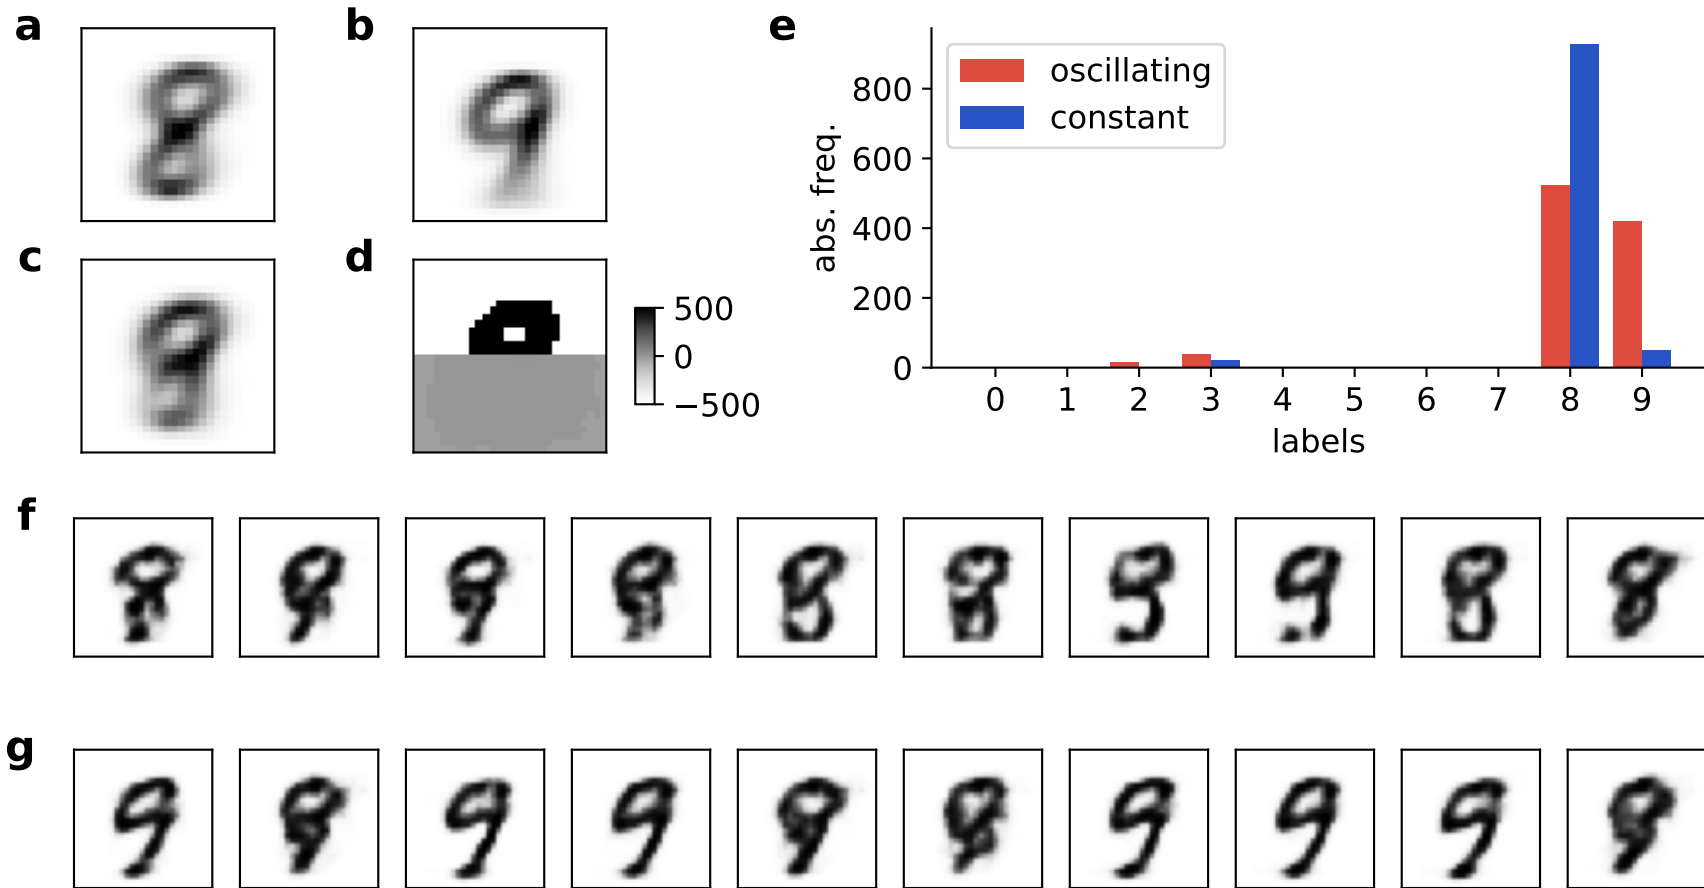 a
b
c
d
500
0
−500
e
oscillating
constant
abs. freq.
800
600
400
200
0
0 1 2 3 4 5 6 7 8 9
labels
f
g